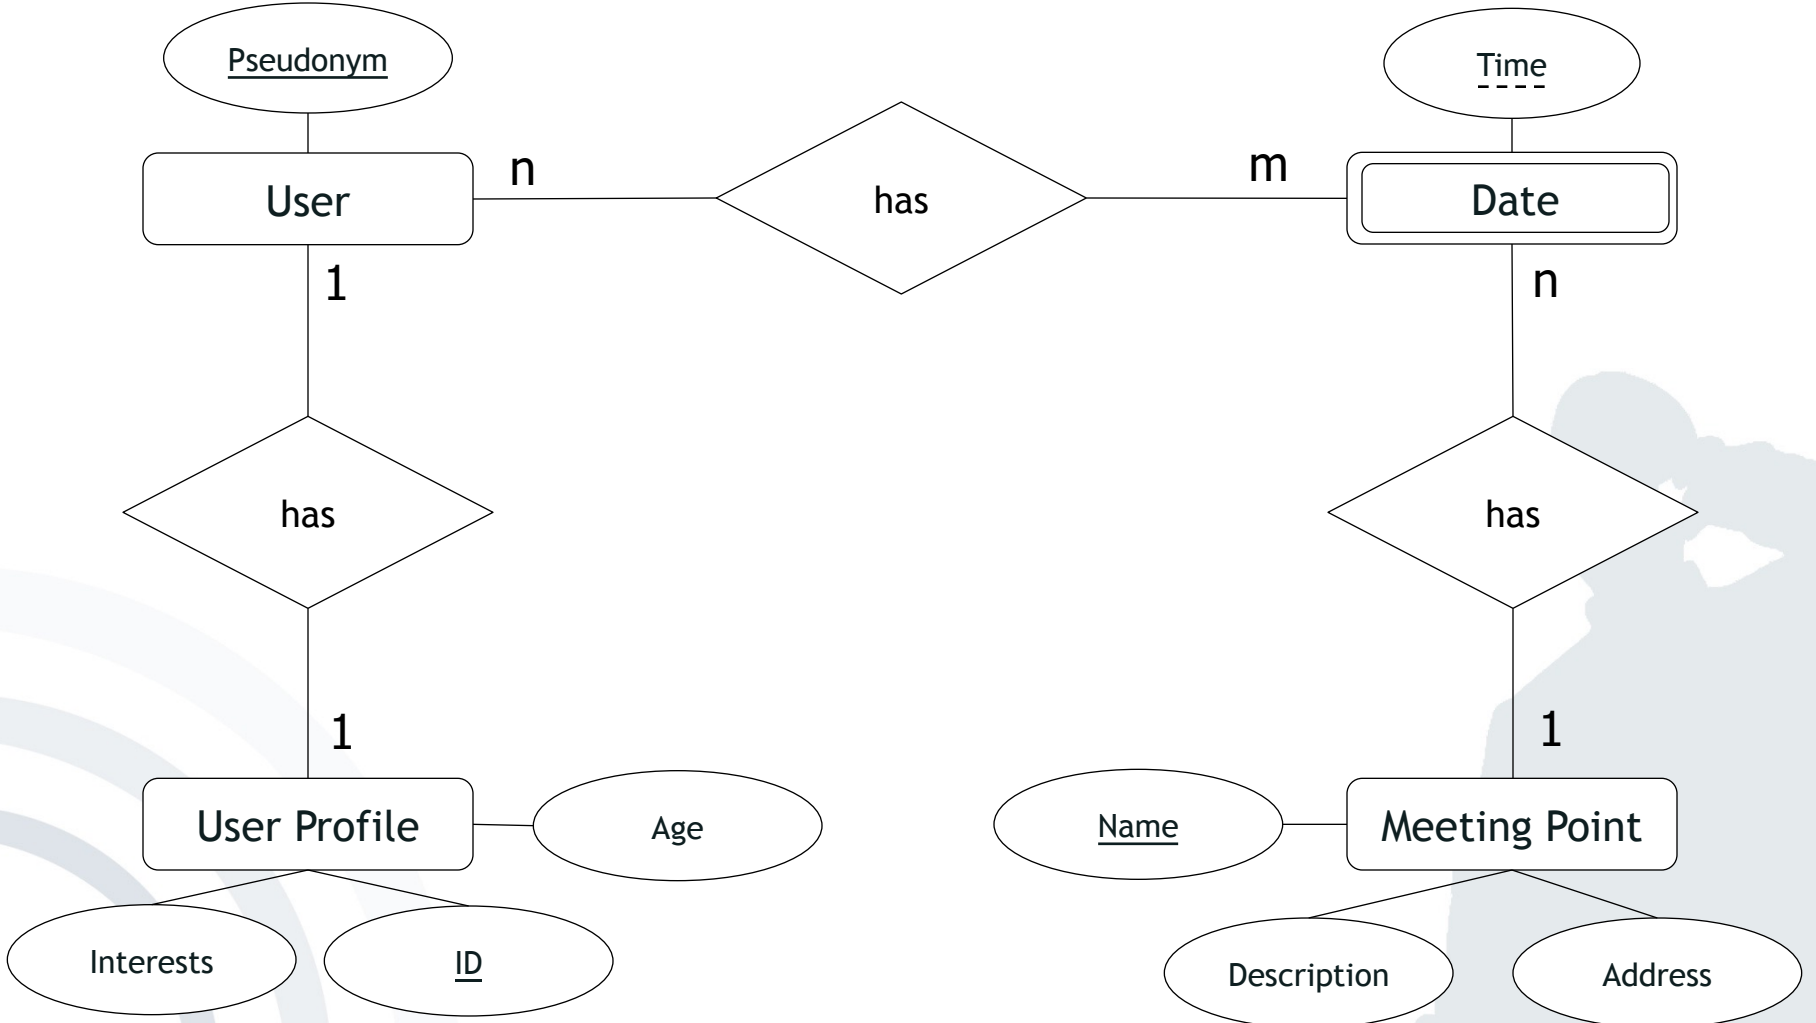 Pseudonym
Time
User
n
has
m
Date
1
n
has
has
1
1
User Profile
Age
Name
Meeting Point
Interests
ID
Description
Address